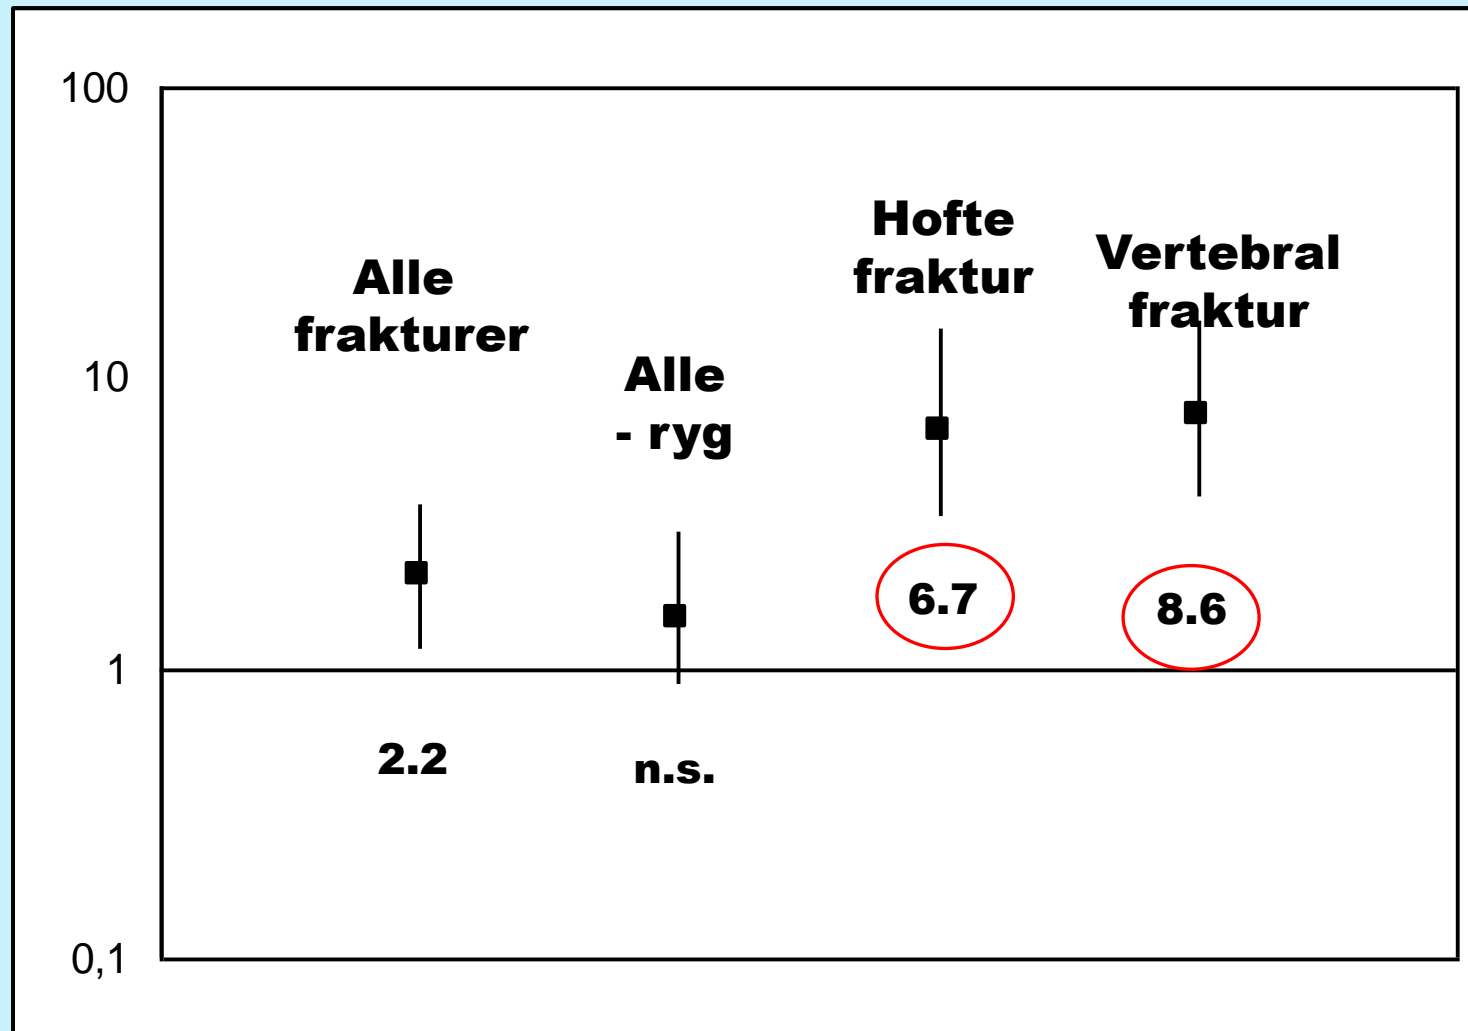 100
10
1
0,1
Alle
frakturer
Alle
- ryg
Hofte
fraktur
Vertebral
fraktur
2.2
n.s.
6.7
8.6